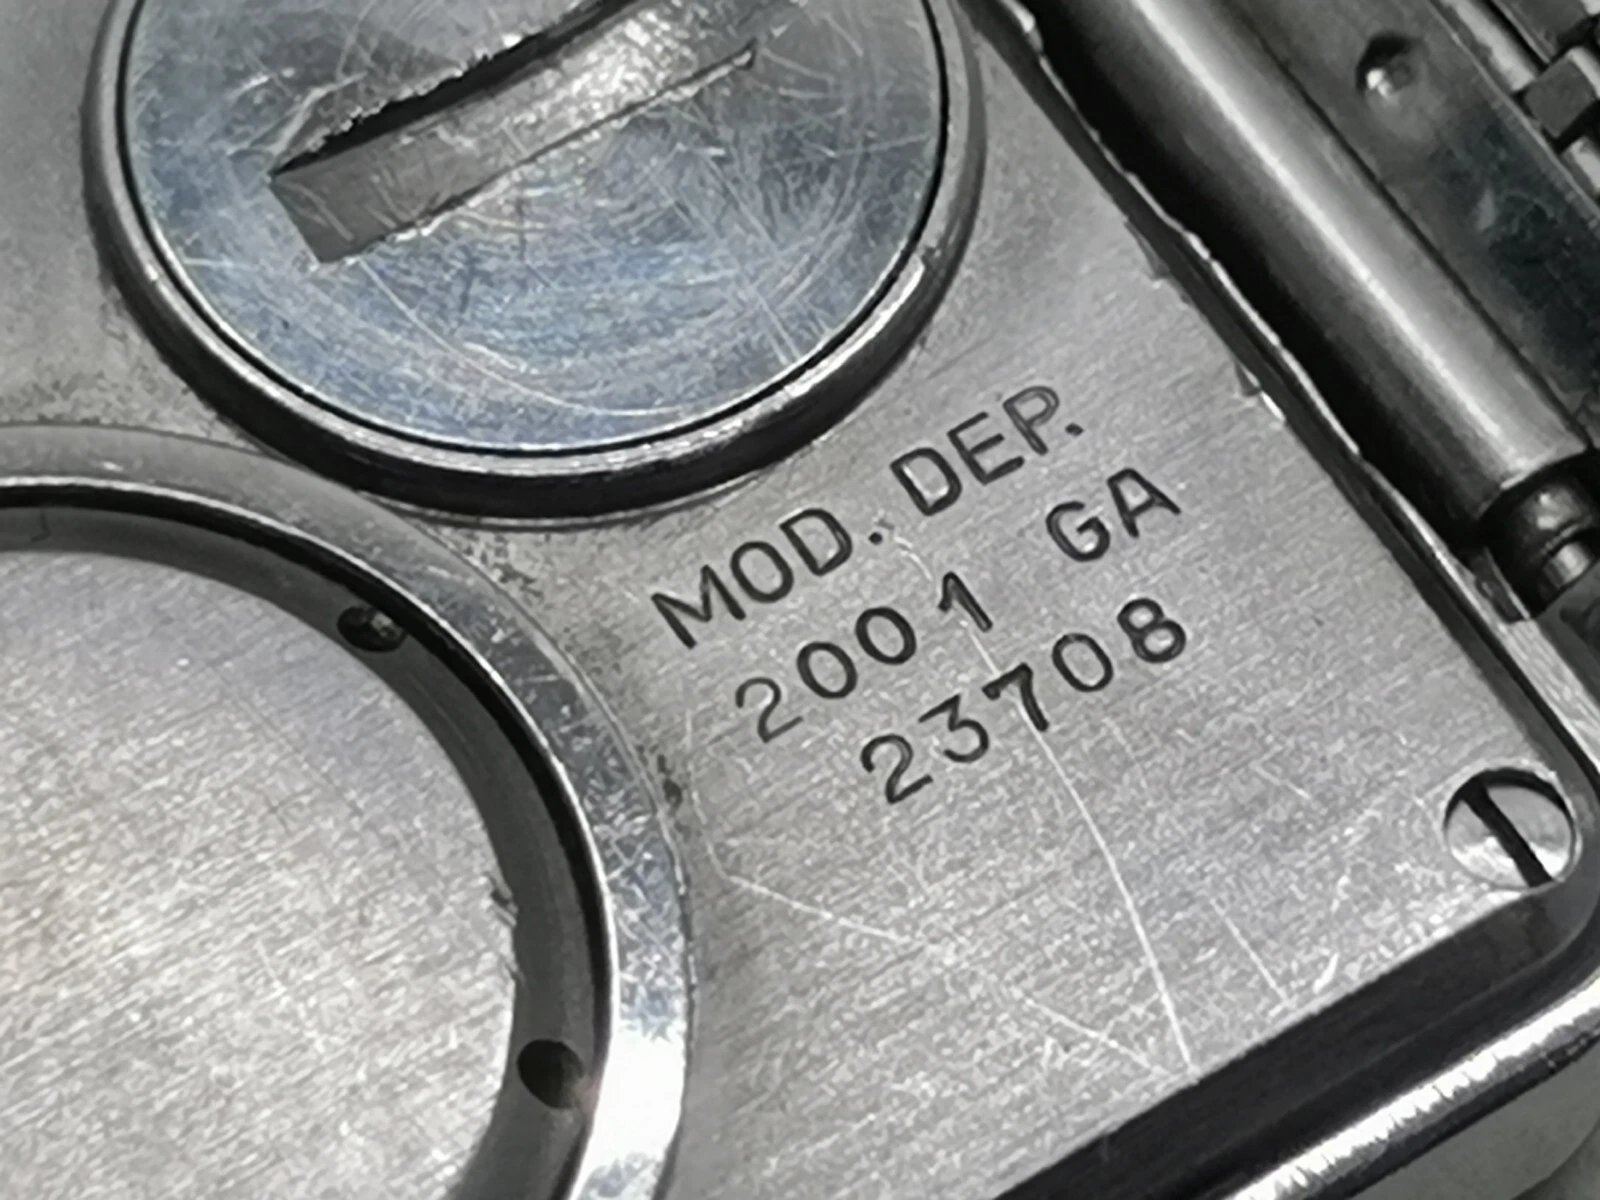 MOD. DEP.
2001 GA
23708